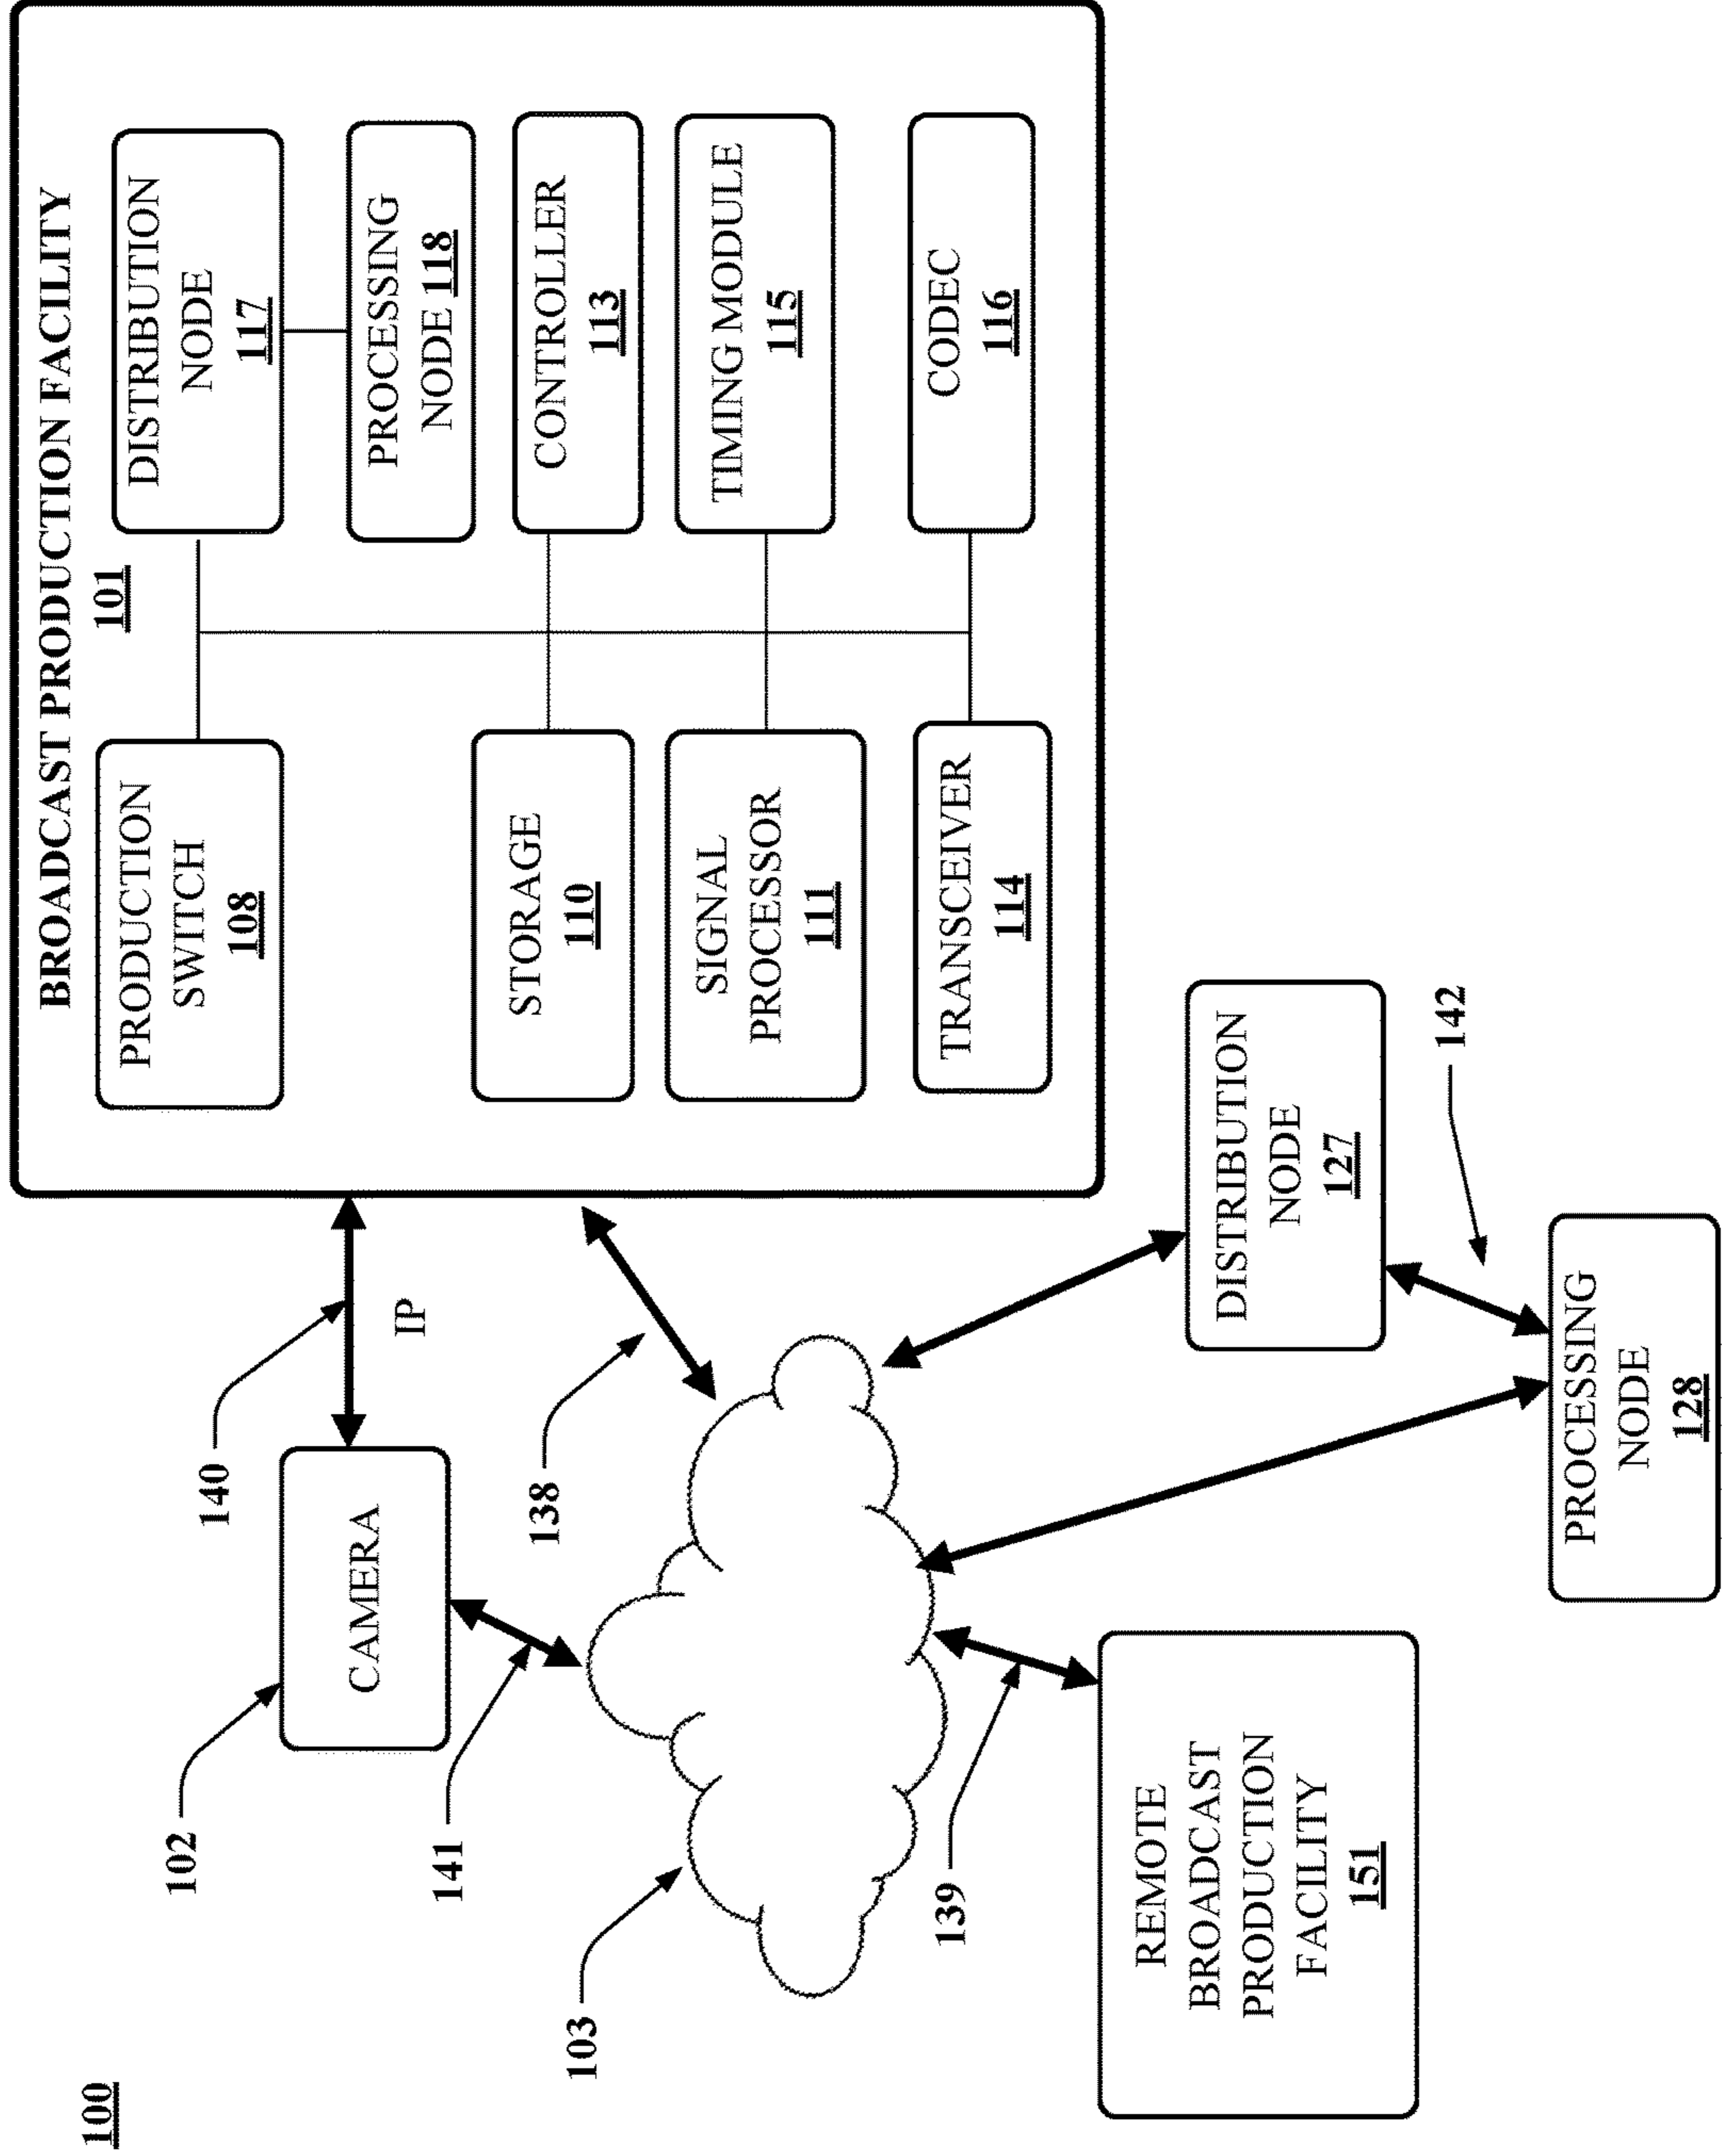 100
BROADCAST PRODUCTION FACILITY
101
PRODUCTION
SWITCH
108
DISTRIBUTION
NODE
117
PROCESSING
NODE 118
STORAGE
110
CONTROLLER
113
SIGNAL
PROCESSOR
111
TIMING MODULE
115
TRANSCEIVER
114
CODEC
116
102
CAMERA
140
IP
141
138
103
139
REMOTE
BROADCAST
PRODUCTION
FACILITY
151
DISTRIBUTION
NODE
127
142
PROCESSING
NODE
128